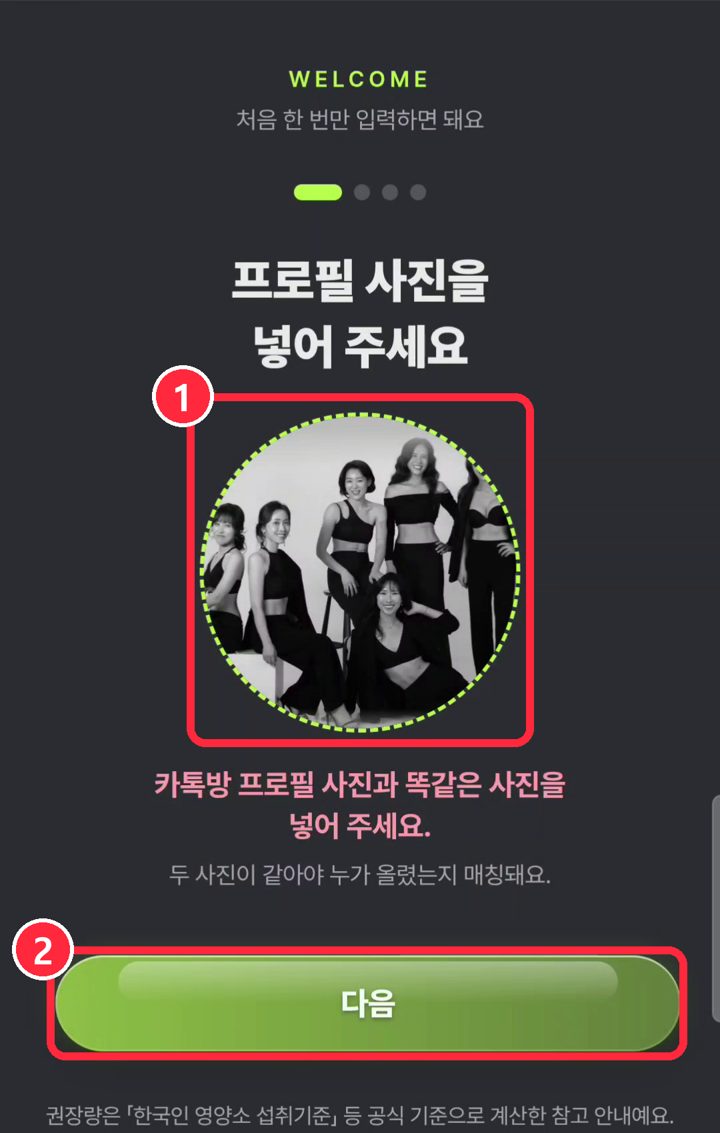 WELCOME
처음 한 번만 입력하면 돼요
프로필 사진을
넣어 주세요
1
카톡방 프로필 사진과 똑같은 사진을
넣어 주세요.
두 사진이 같아야 누가 올렸는지 매칭돼요.
2
다음
권장량은 「한국인 영양소 섭취기준」 등 공식 기준으로 계산한 참고 안내예요.